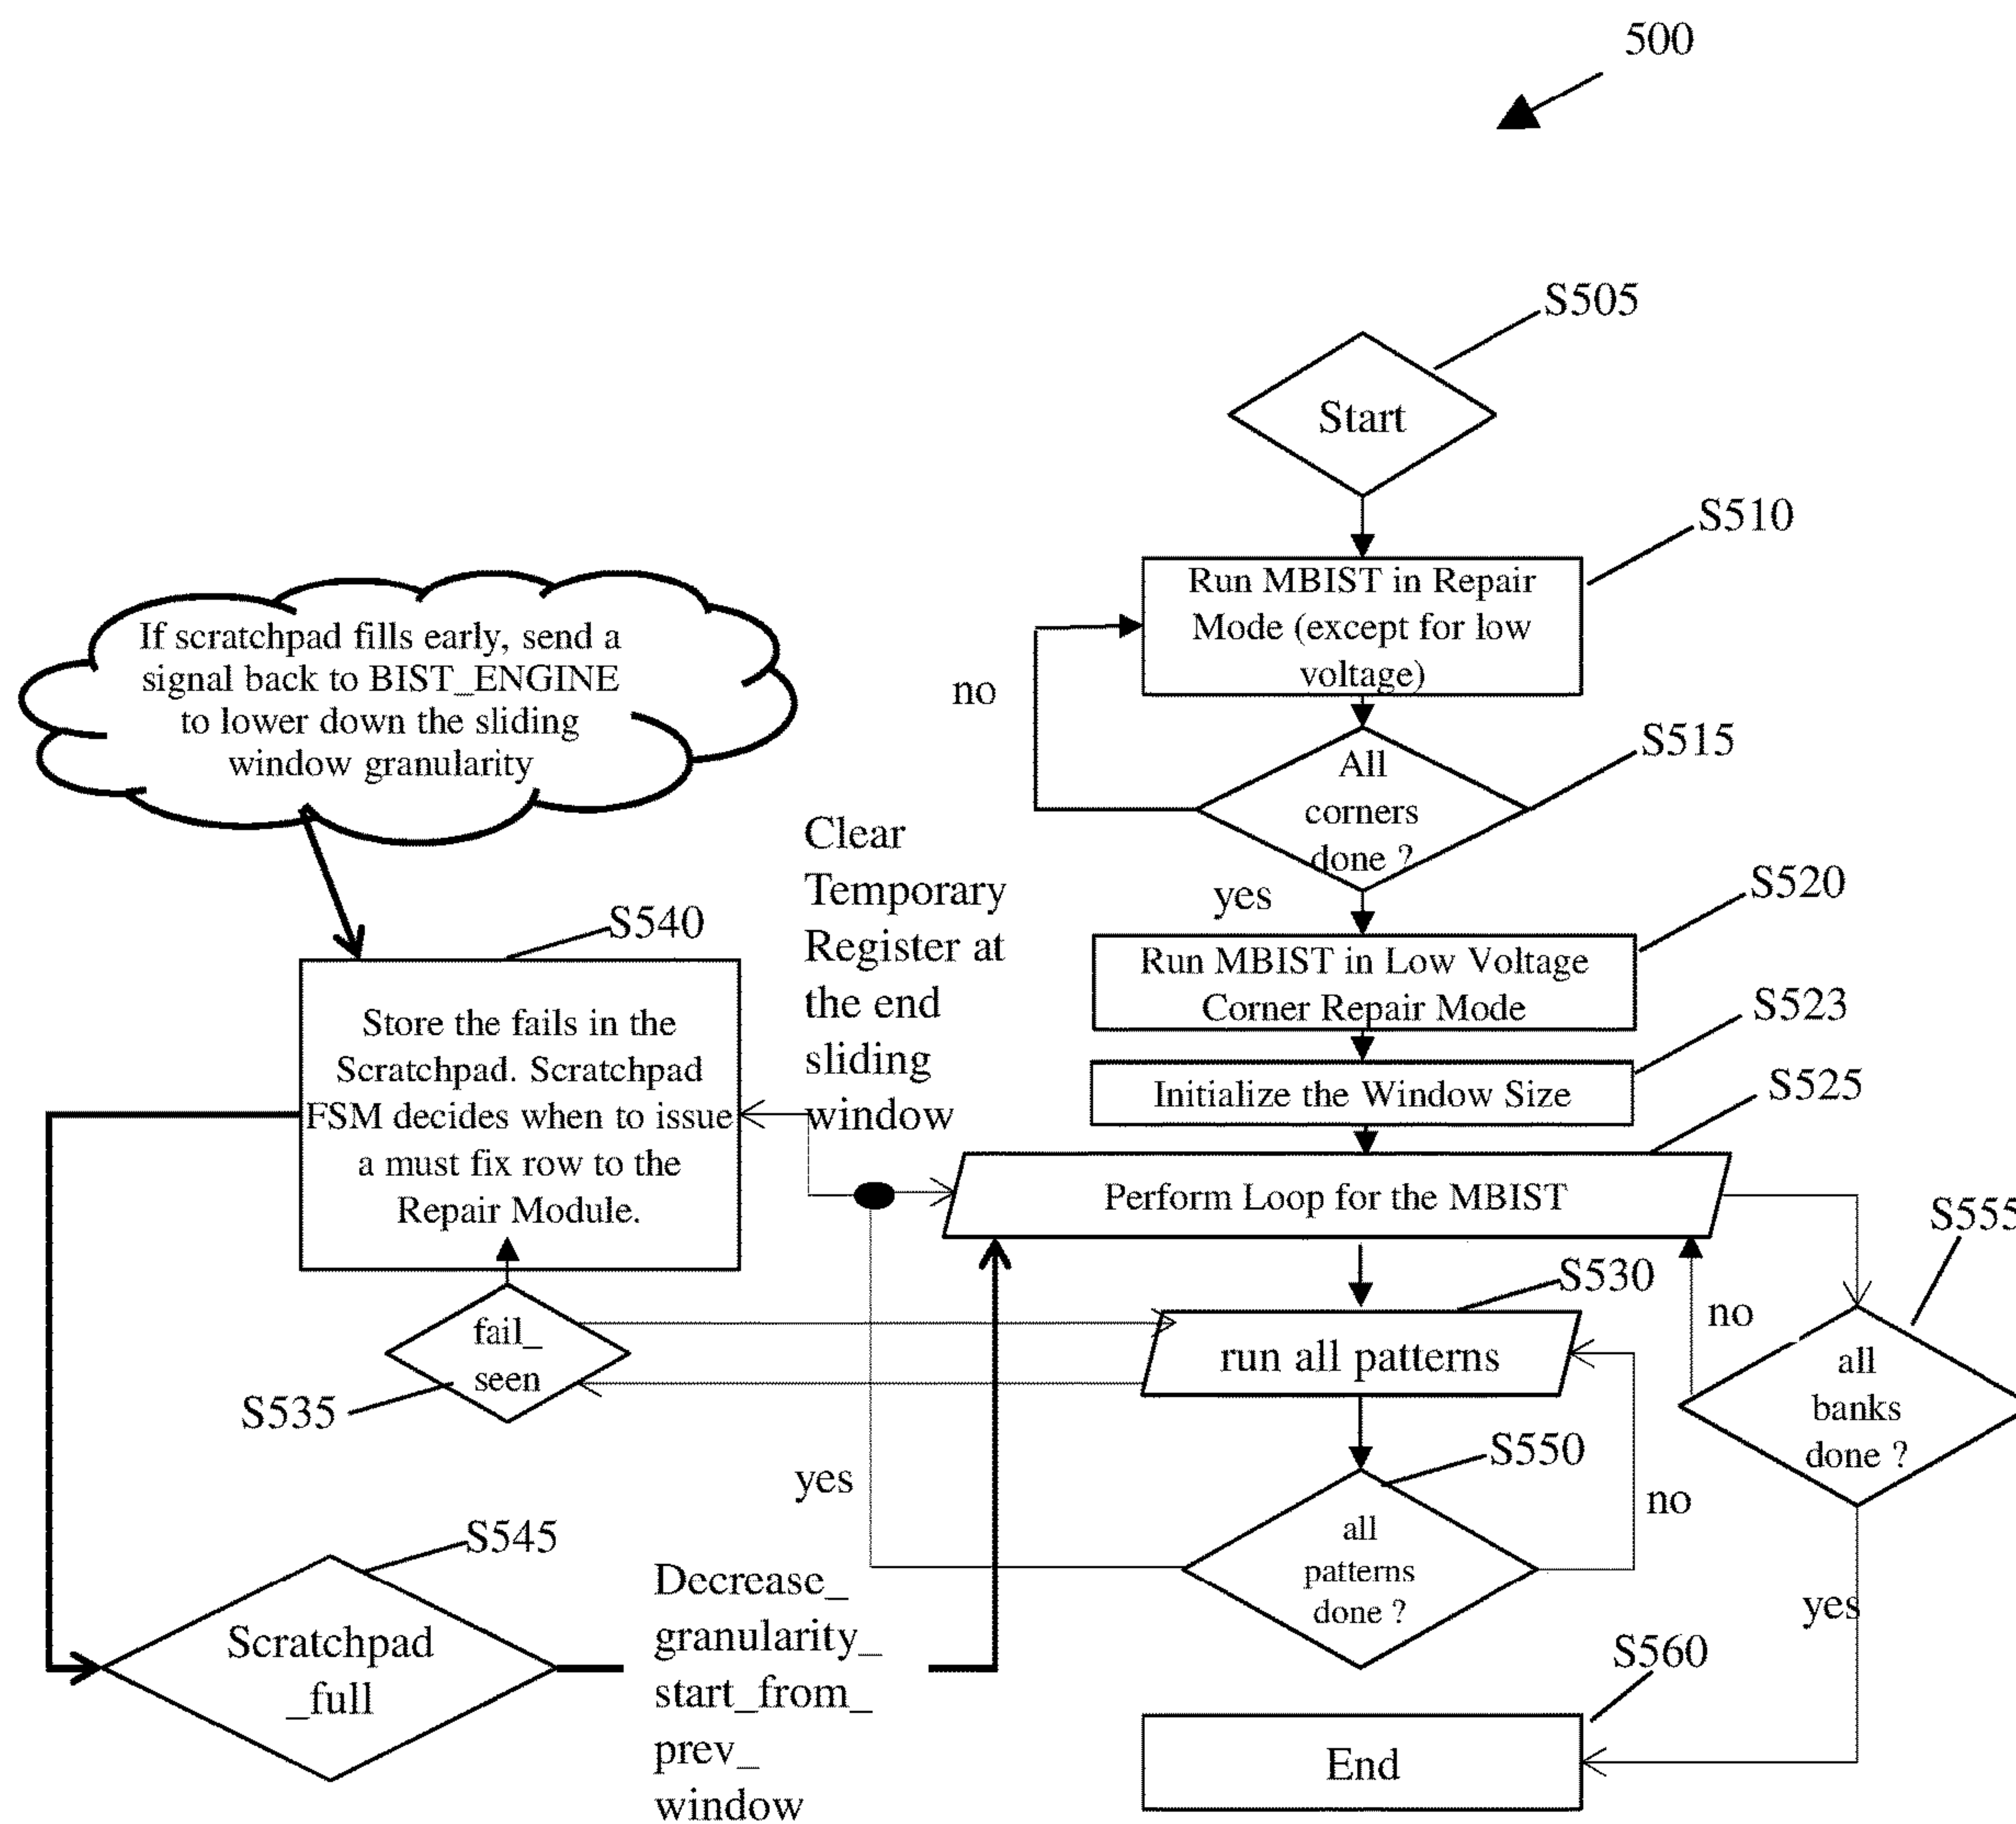 500
S505
Start
S510
Run MBIST in Repair
Mode (except for low
voltage)
no
S515
All
corners
done ?
yes
S520
Run MBIST in Low Voltage
Corner Repair Mode
S523
Initialize the Window Size
S525
Perform Loop for the MBIST
If scratchpad fills early, send a
signal back to BIST_ENGINE
to lower down the sliding
window granularity
Clear
Temporary
Register at
the end
sliding
window
S540
Store the fails in the
Scratchpad. Scratchpad
FSM decides when to issue
a must fix row to the
Repair Module.
S530
run all patterns
fail_
seen
S535
S550
all
patterns
done ?
yes
no
S555
no
all
banks
done ?
yes
S545
Scratchpad
_full
Decrease_
granularity_
start_from_
prev_
window
S560
End